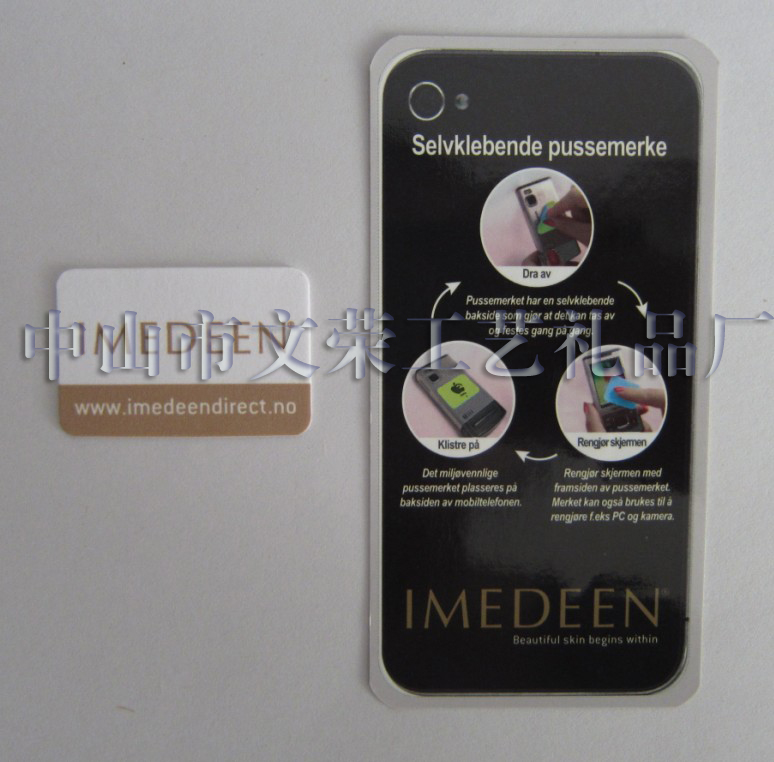 IMEDEEN
www.imedeendirect.no
Selvklebende pussemerke
Dra av
Pussemerket har en selvklebende
bakside som gjør at det kan tas av
og festes gang på gang.
Klistre på
Det miljøvennlige
pussemerket plasseres på
baksiden av mobiltelefonen.
Rengjør skjermen
Rengjør skjermen med
framsiden av pussemerket.
Merket kan også brukes til å
rengjøre f.eks PC og kamera.
IMEDEEN
Beautiful skin begins within
中山市文荣工艺礼品厂